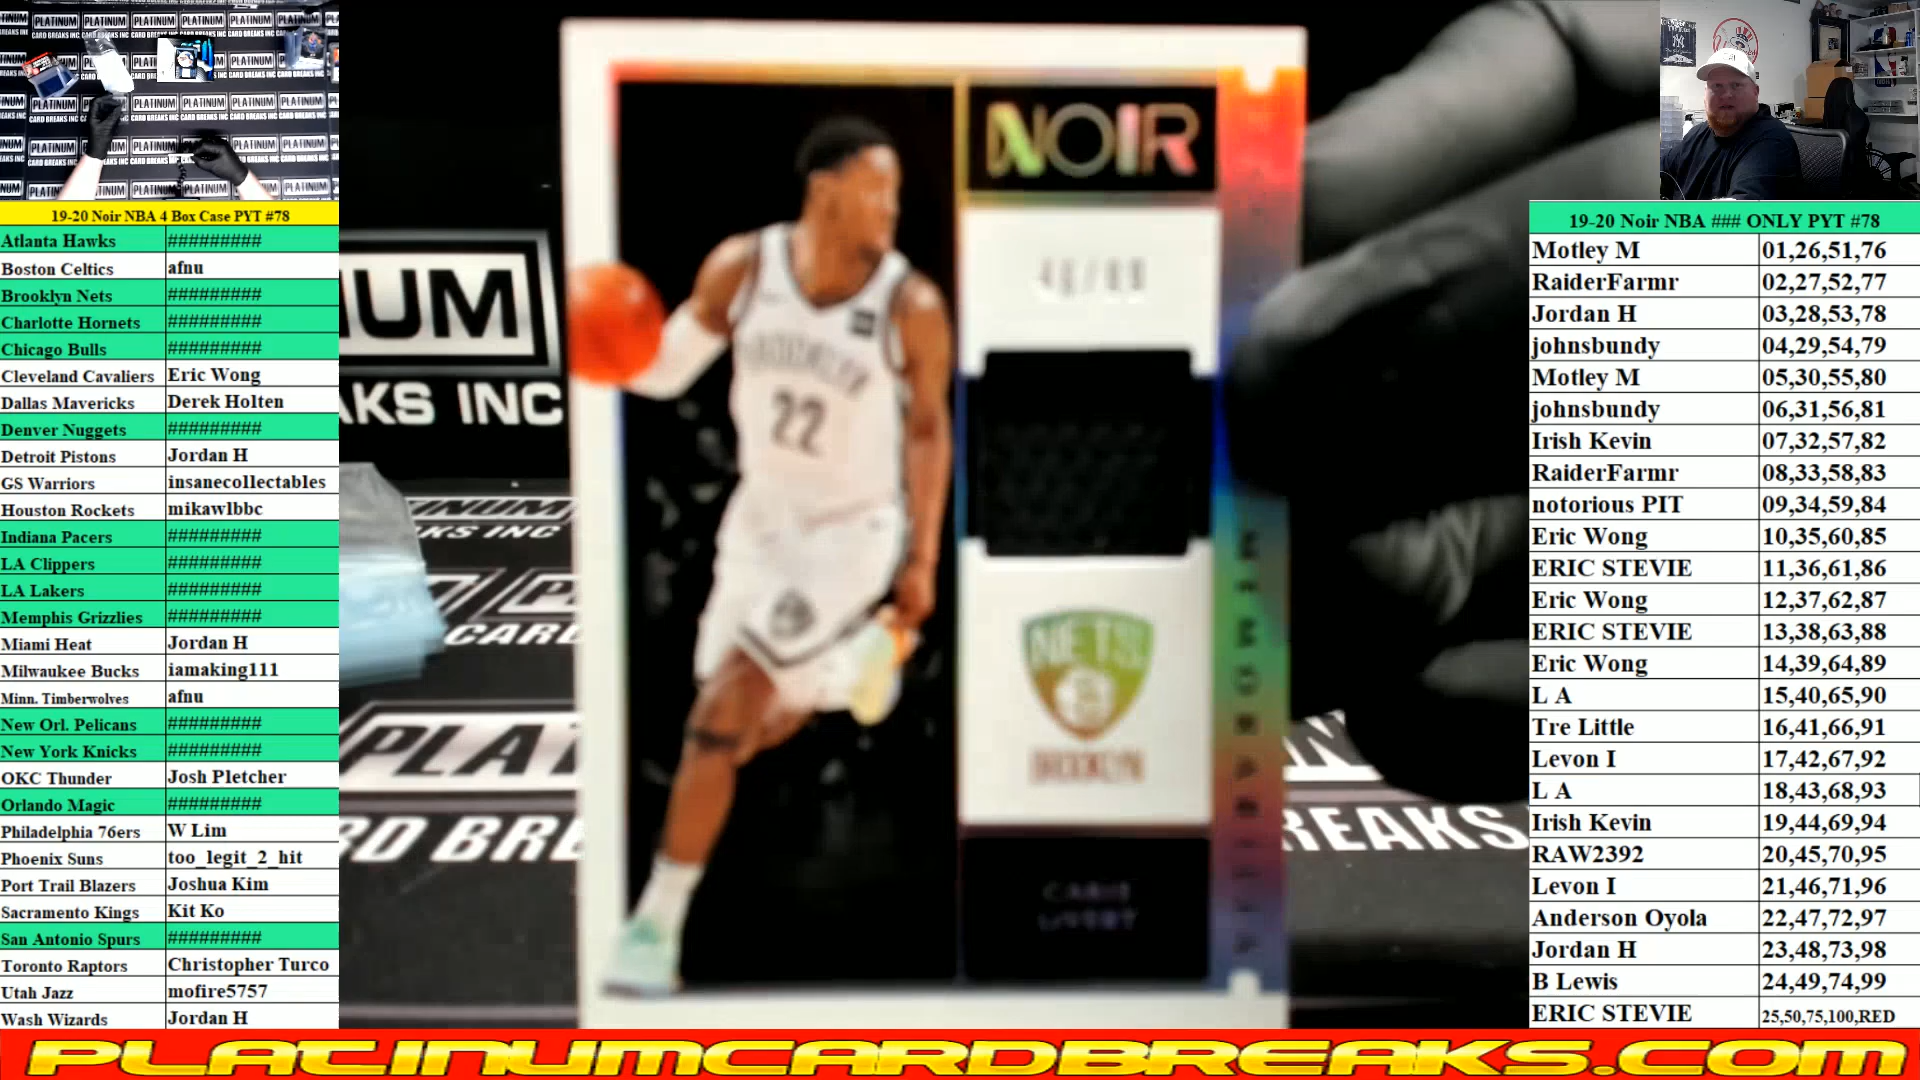 19-20 Noir NBA 4 Box Case PYT #78
Atlanta Hawks #########
Boston Celtics afnu
Brooklyn Nets #########
Charlotte Hornets #########
Chicago Bulls #########
Cleveland Cavaliers Eric Wong
Dallas Mavericks Derek Holten
Denver Nuggets #########
Detroit Pistons Jordan H
GS Warriors insanecollectables
Houston Rockets mikawlbbc
Indiana Pacers #########
LA Clippers #########
LA Lakers #########
Memphis Grizzlies #########
Miami Heat Jordan H
Milwaukee Bucks iamaking111
Minn. Timberwolves afnu
New Orl. Pelicans #########
New York Knicks #########
OKC Thunder Josh Pletcher
Orlando Magic #########
Philadelphia 76ers W Lim
Phoenix Suns too_legit_2_hit
Port Trail Blazers Joshua Kim
Sacramento Kings Kit Ko
San Antonio Spurs #########
Toronto Raptors Christopher Turco
Utah Jazz mofire5757
Wash Wizards Jordan H
NOIR
BROOKLYN
22
NETS
BROOKLYN
CARIS
LEVERT
NUM
AKS INC
PLATINUM
CARD BREAKS INC
19-20 Noir NBA ### ONLY PYT #78
Motley M 01,26,51,76
RaiderFarmr 02,27,52,77
Jordan H 03,28,53,78
johnsbundy 04,29,54,79
Motley M 05,30,55,80
johnsbundy 06,31,56,81
Irish Kevin 07,32,57,82
RaiderFarmr 08,33,58,83
notorious PIT 09,34,59,84
Eric Wong 10,35,60,85
ERIC STEVIE 11,36,61,86
Eric Wong 12,37,62,87
ERIC STEVIE 13,38,63,88
Eric Wong 14,39,64,89
L A 15,40,65,90
Tre Little 16,41,66,91
Levon I 17,42,67,92
L A 18,43,68,93
Irish Kevin 19,44,69,94
RAW2392 20,45,70,95
Levon I 21,46,71,96
Anderson Oyola 22,47,72,97
Jordan H 23,48,73,98
B Lewis 24,49,74,99
ERIC STEVIE 25,50,75,100,RED
PLATINUMCARDBREAKS.COM